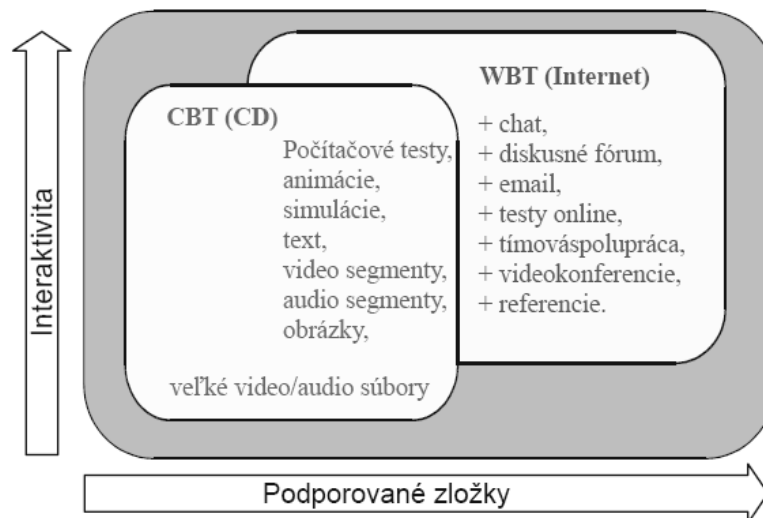 Interaktivita
CBT (CD)
Počítačové testy,
animácie,
simulácie,
text,
video segmenty,
audio segmenty,
obrázky,
veľké video/audio súbory
WBT (Internet)
+ chat,
+ diskusné fórum,
+ email,
+ testy online,
+ tímováspolupráca,
+ videokonferencie,
+ referencie.
Podporované zložky